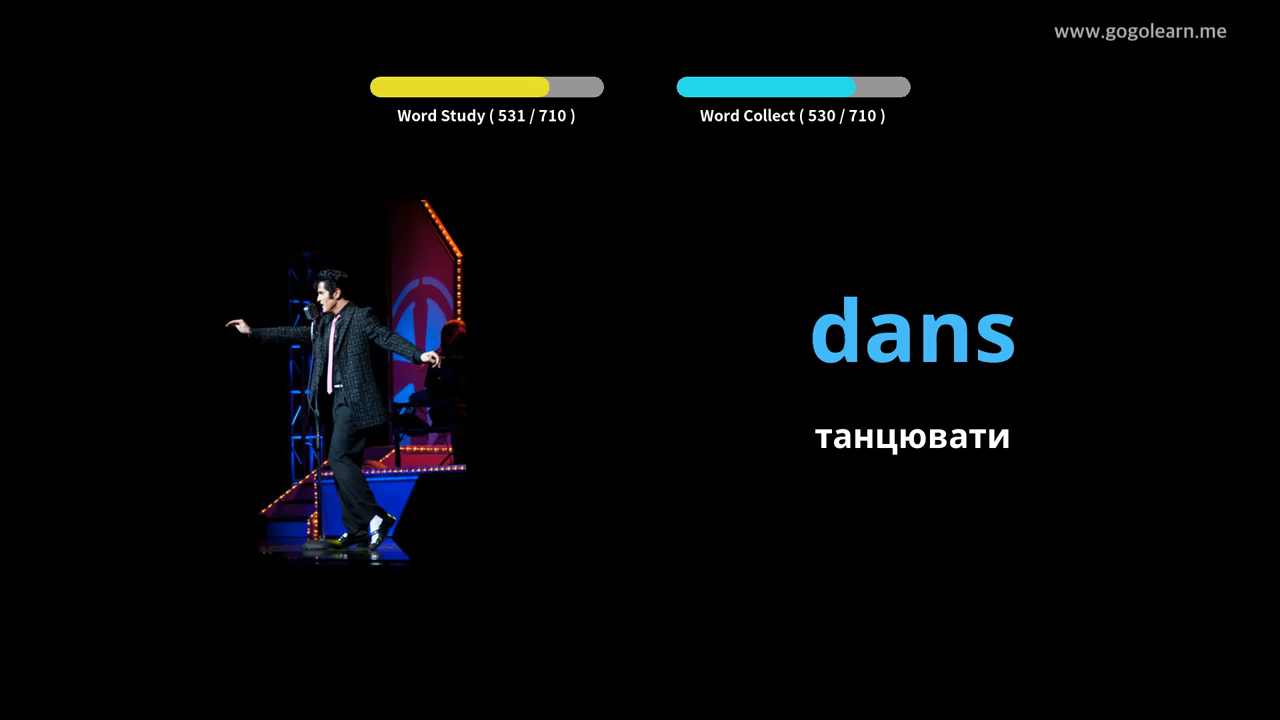 www.gogolearn.me
Word Study ( 531 / 710 )
Word Collect ( 530 / 710 )
dans
танцювати